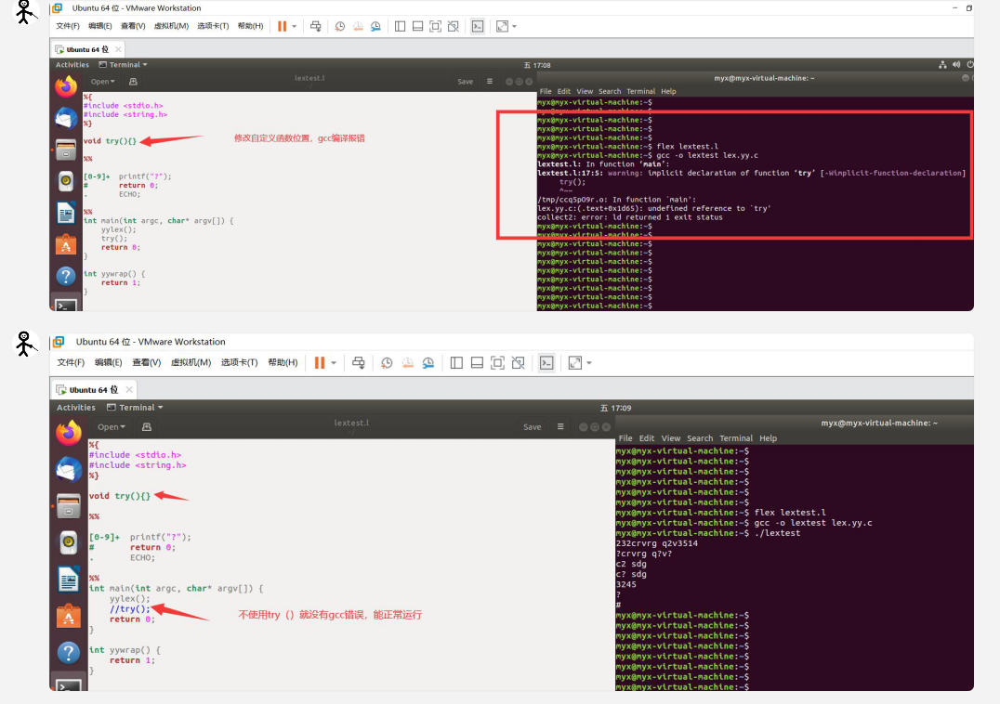 Ubuntu 64 位 - VMware Workstation
文件(F) 编辑(E) 查看(V) 虚拟机(M) 选项卡(T) 帮助(H)
Ubuntu 64 位
Activities Terminal 五 17:08
Open lextest.l Save myx@myx-virtual-machine: ~
File Edit View Search Terminal Help
%{
#include <stdio.h>
#include <string.h>
%}
void try(){}
修改自定义函数位置，gcc编译报错
%%
[0-9]+ printf("?");
# return 0;
. ECHO;
%%
int main(int argc, char* argv[]) {
yylex();
try();
return 0;
}
int yywrap() {
return 1;
}
myx@myx-virtual-machine:~$
myx@myx-virtual-machine:~$
myx@myx-virtual-machine:~$
myx@myx-virtual-machine:~$
myx@myx-virtual-machine:~$
myx@myx-virtual-machine:~$ flex lextest.l
myx@myx-virtual-machine:~$ gcc -o lextest lex.yy.c
lextest.l: In function ‘main’:
lextest.l:17:5: warning: implicit declaration of function ‘try’ [-Wimplicit-function-declaration]
try();
^~~
/tmp/ccq5pO9r.o: In function `main':
lex.yy.c:(.text+0x1d65): undefined reference to `try'
collect2: error: ld returned 1 exit status
myx@myx-virtual-machine:~$
myx@myx-virtual-machine:~$
myx@myx-virtual-machine:~$
myx@myx-virtual-machine:~$
myx@myx-virtual-machine:~$
myx@myx-virtual-machine:~$
myx@myx-virtual-machine:~$
myx@myx-virtual-machine:~$
myx@myx-virtual-machine:~$
myx@myx-virtual-machine:~$
Ubuntu 64 位 - VMware Workstation
文件(F) 编辑(E) 查看(V) 虚拟机(M) 选项卡(T) 帮助(H)
Ubuntu 64 位
Activities Terminal 五 17:09
Open lextest.l Save myx@myx-virtual-machine: ~
File Edit View Search Terminal Help
%{
#include <stdio.h>
#include <string.h>
%}
void try(){}
%%
[0-9]+ printf("?");
# return 0;
. ECHO;
%%
int main(int argc, char* argv[]) {
yylex();
//try();
return 0;
}
不使用try（）就没有gcc错误，能正常运行
int yywrap() {
return 1;
}
myx@myx-virtual-machine:~$
myx@myx-virtual-machine:~$
myx@myx-virtual-machine:~$
myx@myx-virtual-machine:~$
myx@myx-virtual-machine:~$
myx@myx-virtual-machine:~$
myx@myx-virtual-machine:~$ flex lextest.l
myx@myx-virtual-machine:~$ gcc -o lextest lex.yy.c
myx@myx-virtual-machine:~$ ./lextest
232crvrg q2v3514
?crvrg q?v?
c2 sdg
c? sdg
3245
?
#
myx@myx-virtual-machine:~$
myx@myx-virtual-machine:~$
myx@myx-virtual-machine:~$
myx@myx-virtual-machine:~$
myx@myx-virtual-machine:~$
myx@myx-virtual-machine:~$
myx@myx-virtual-machine:~$
myx@myx-virtual-machine:~$